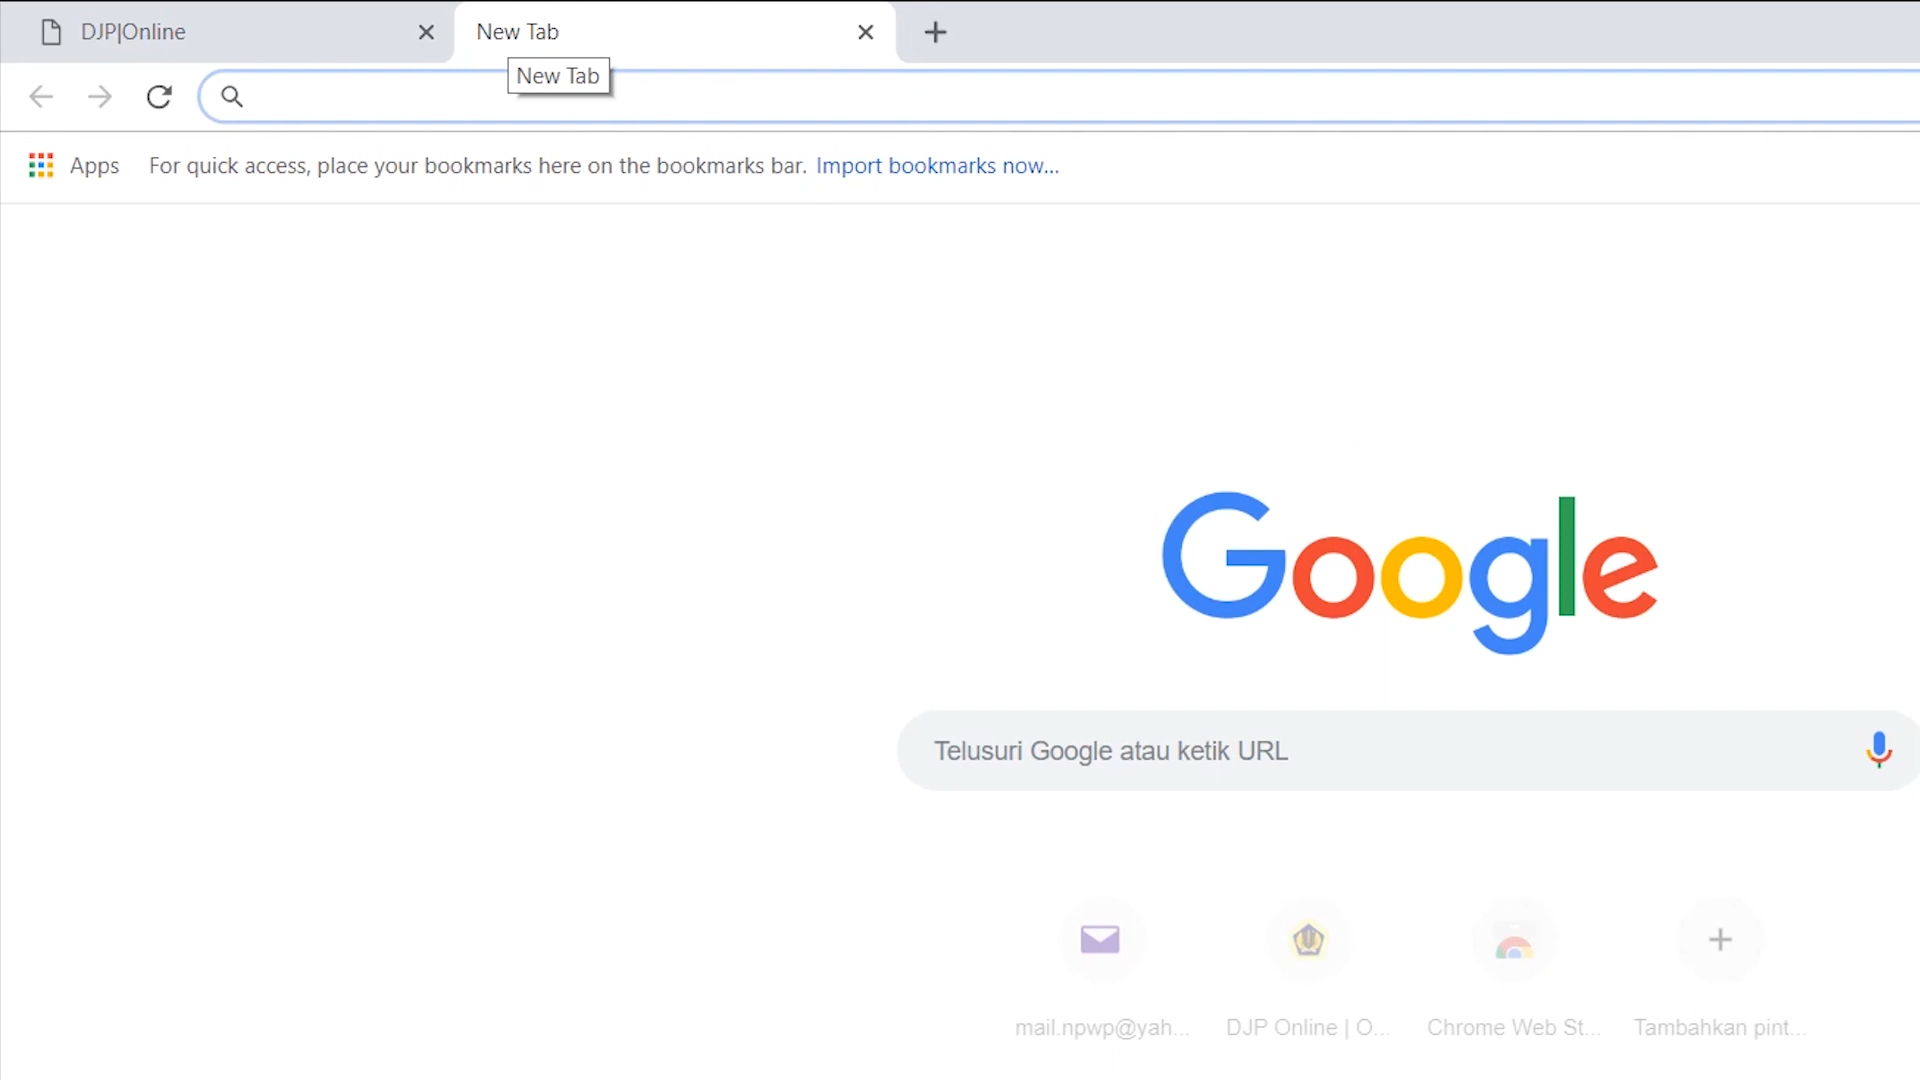 DJP|Online
New Tab
New Tab
Apps For quick access, place your bookmarks here on the bookmarks bar. Import bookmarks now...
Google
Telusuri Google atau ketik URL
mail.npwp@yah... DJP Online | O... Chrome Web St... Tambahkan pint...